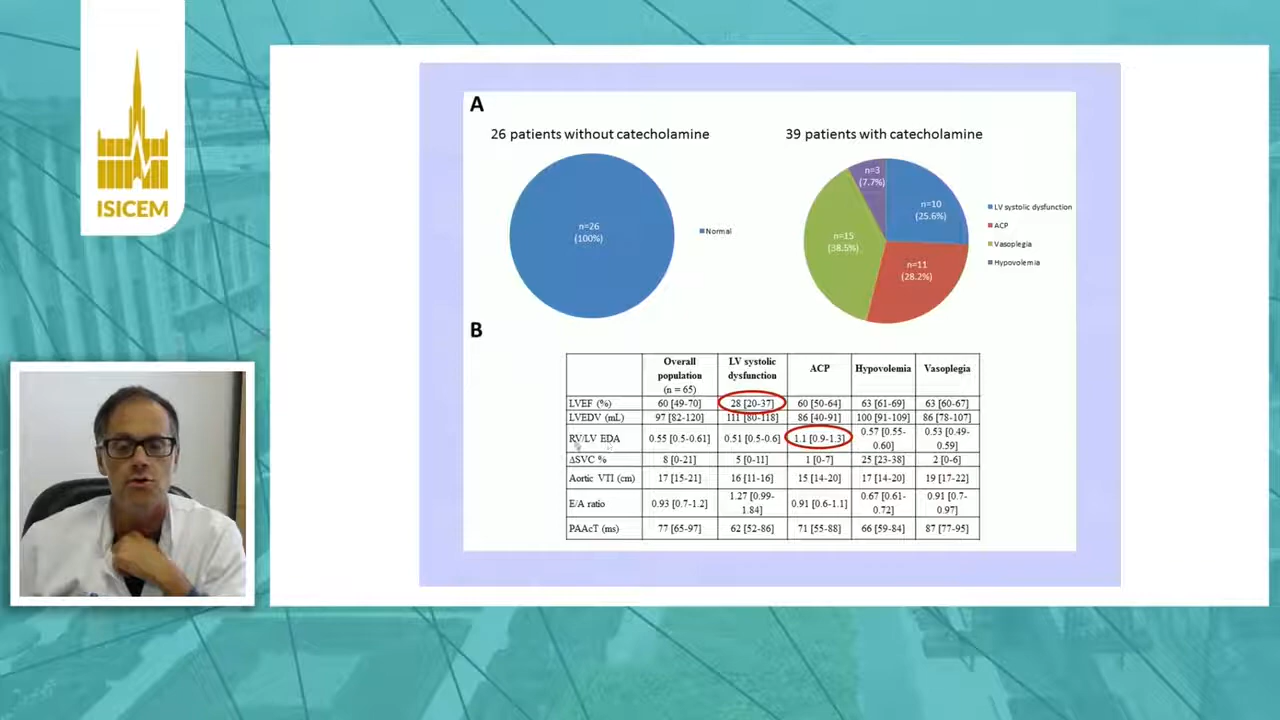 ISICEM
A
26 patients without catecholamine
39 patients with catecholamine
n=26
(100%)
Normal
n=3
(7.7%)
n=10
(25.6%)
n=15
(38.5%)
n=11
(28.2%)
LV systolic dysfunction
ACP
Vasoplegia
Hypovolemia
B
Overall population (n = 65) LV systolic dysfunction ACP Hypovolemia Vasoplegia
LVEF (%) 60 [49-70] 28 [20-37] 60 [50-64] 63 [61-69] 63 [60-67]
LVEDV (mL) 97 [82-120] 111 [80-118] 86 [40-91] 100 [91-109] 86 [78-107]
RV/LV EDA 0.55 [0.5-0.61] 0.51 [0.5-0.6] 1.1 [0.9-1.3] 0.57 [0.55-0.60] 0.53 [0.49-0.59]
ΔSVC % 8 [0-21] 5 [0-11] 1 [0-7] 25 [23-38] 2 [0-6]
Aortic VTI (cm) 17 [15-21] 16 [11-16] 15 [14-20] 17 [14-20] 19 [17-22]
E/A ratio 0.93 [0.7-1.2] 1.27 [0.99-1.84] 0.91 [0.6-1.1] 0.67 [0.61-0.72] 0.91 [0.7-0.97]
PAAcT (ms) 77 [65-97] 62 [52-86] 71 [55-88] 66 [59-84] 87 [77-95]